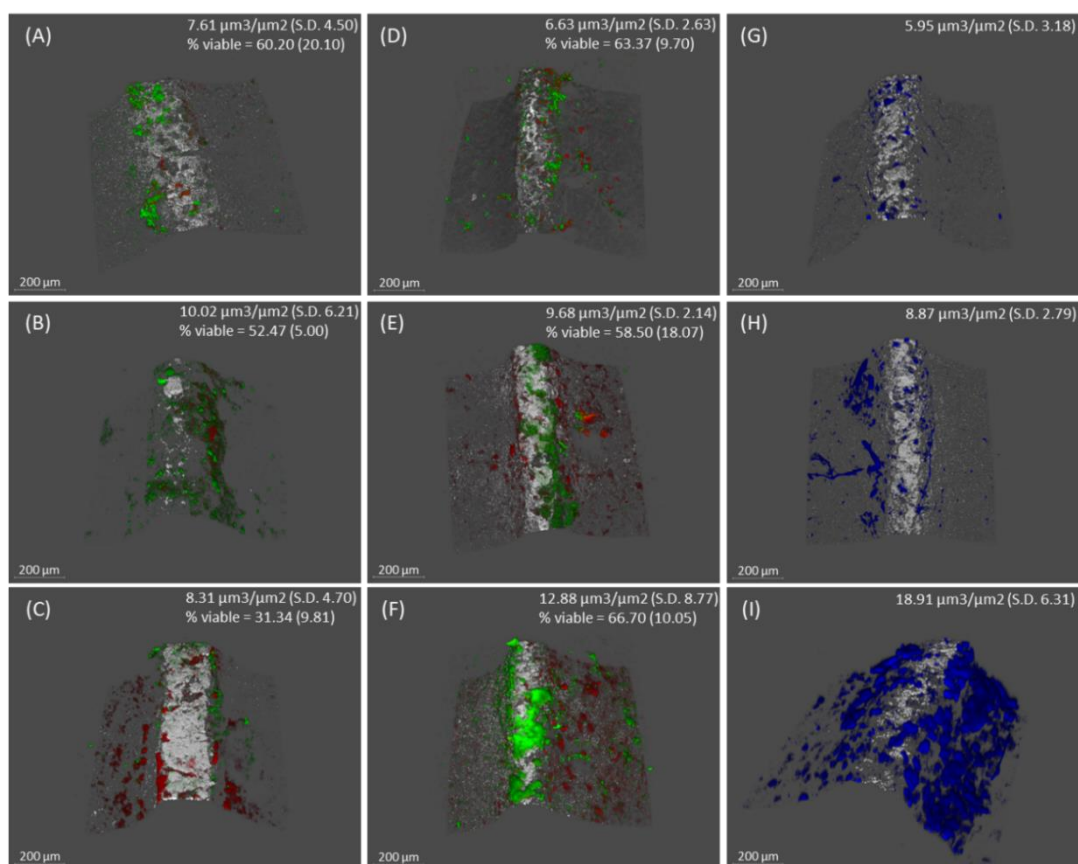 (A)
7.61 µm3/µm2 (S.D. 4.50)
% viable = 60.20 (20.10)
200 µm
(D)
6.63 µm3/µm2 (S.D. 2.63)
% viable = 63.37 (9.70)
200 µm
(G)
5.95 µm3/µm2 (S.D. 3.18)
200 µm
(B)
10.02 µm3/µm2 (S.D. 6.21)
% viable = 52.47 (5.00)
200 µm
(E)
9.68 µm3/µm2 (S.D. 2.14)
% viable = 58.50 (18.07)
200 µm
(H)
8.87 µm3/µm2 (S.D. 2.79)
200 µm
(C)
8.31 µm3/µm2 (S.D. 4.70)
% viable = 31.34 (9.81)
200 µm
(F)
12.88 µm3/µm2 (S.D. 8.77)
% viable = 66.70 (10.05)
200 µm
(I)
18.91 µm3/µm2 (S.D. 6.31)
200 µm